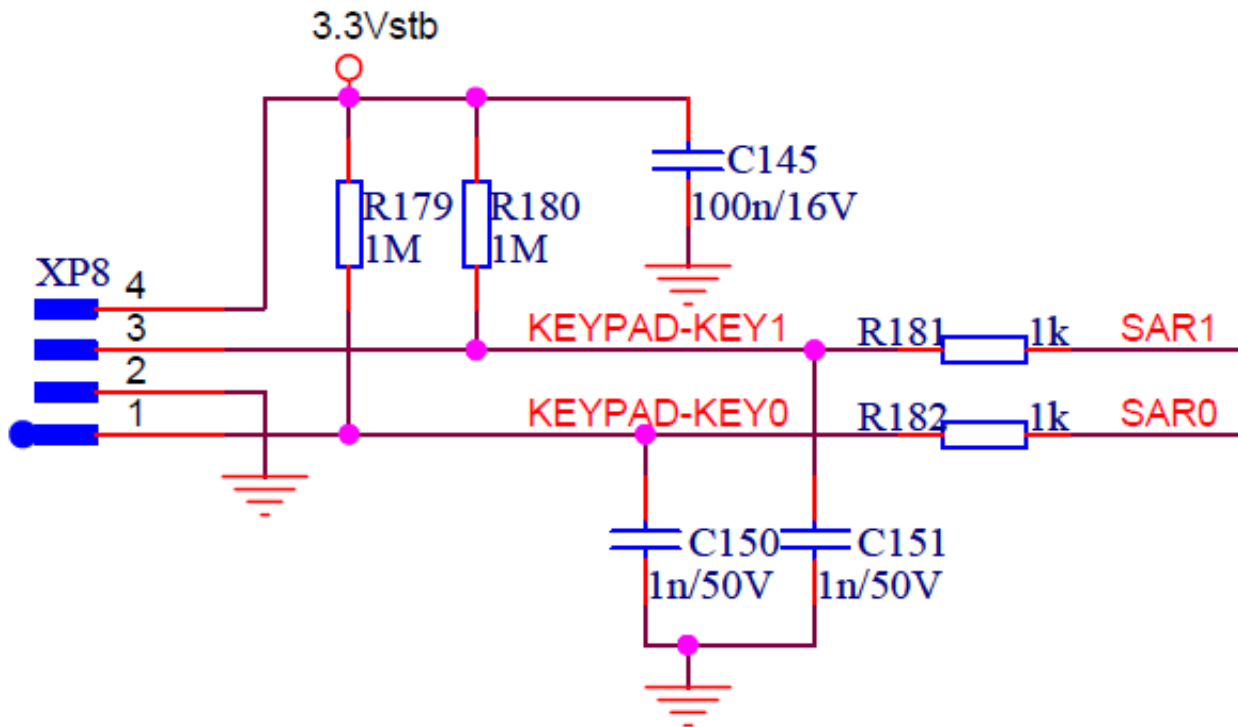 3.3Vstb
C145
100n/16V
R179
1M
R180
1M
XP8
4
3
2
1
KEYPAD-KEY1
R181
1k
SAR1
KEYPAD-KEY0
R182
1k
SAR0
C150
1n/50V
C151
1n/50V